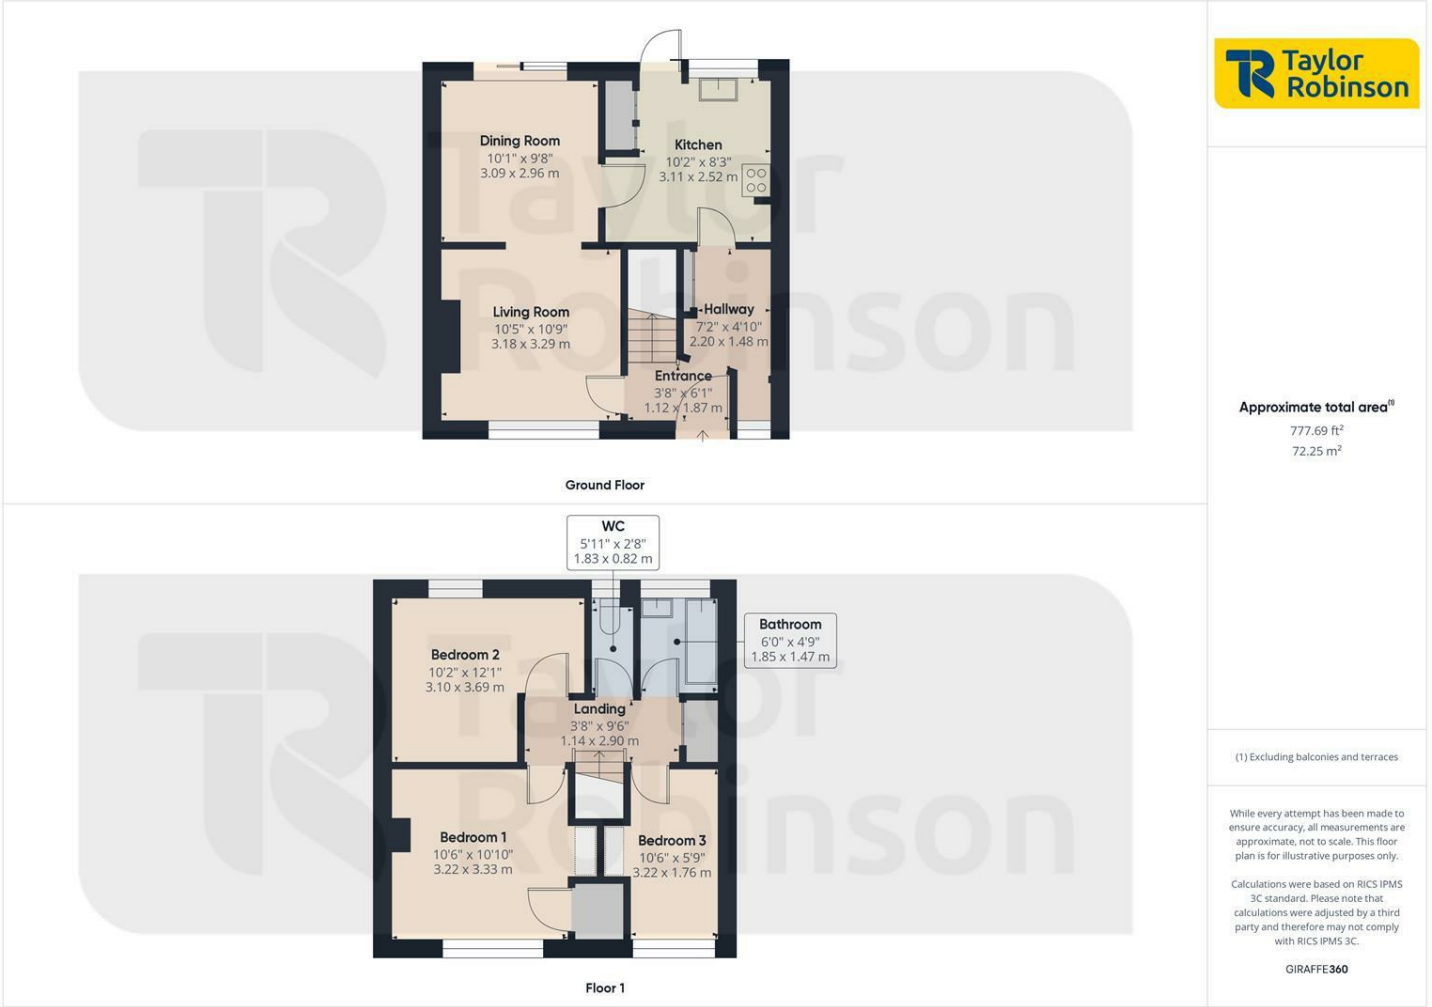 Taylor
Robinson
Dining Room
10'1" x 9'8"
3.09 x 2.96 m
Kitchen
10'2" x 8'3"
3.11 x 2.52 m
Living Room
10'5" x 10'9"
3.18 x 3.29 m
Hallway
7'2" x 4'10"
2.20 x 1.48 m
Entrance
3'8" x 6'1"
1.12 x 1.87 m
Taylor
Robinson
Ground Floor
WC
5'11" x 2'8"
1.83 x 0.82 m
Bathroom
6'0" x 4'9"
1.85 x 1.47 m
Bedroom 2
10'2" x 12'1"
3.10 x 3.69 m
Landing
3'8" x 9'6"
1.14 x 2.90 m
Bedroom 1
10'6" x 10'10"
3.22 x 3.33 m
Bedroom 3
10'6" x 5'9"
3.22 x 1.76 m
Taylor
Robinson
Floor 1
Approximate total area(1)
777.69 ft²
72.25 m²
(1) Excluding balconies and terraces
While every attempt has been made to
ensure accuracy, all measurements are
approximate, not to scale. This floor
plan is for illustrative purposes only.
Calculations were based on RICS IPMS
3C standard. Please note that
calculations were adjusted by a third
party and therefore may not comply
with RICS IPMS 3C.
GIRAFFE360